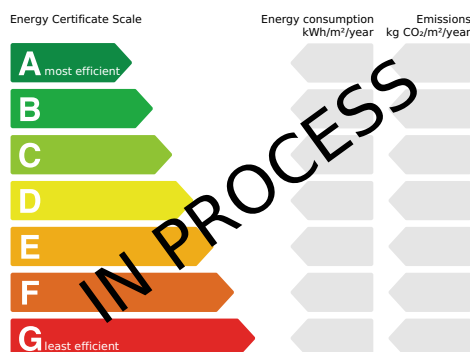 Energy Certificate Scale
Energy consumption
kWh/m²/year
Emissions
kg CO₂/m²/year
A most efficient
B
C
D
E
F
G least efficient
IN PROCESS